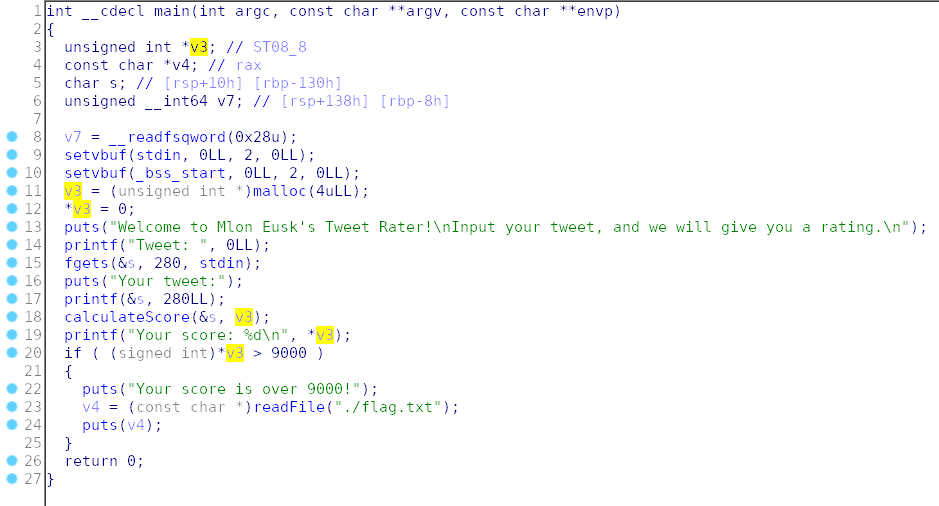 1 int __cdecl main(int argc, const char **argv, const char **envp)
2 {
3   unsigned int *v3; // ST08_8
4   const char *v4; // rax
5   char s; // [rsp+10h] [rbp-130h]
6   unsigned __int64 v7; // [rsp+138h] [rbp-8h]
7
8   v7 = __readfsqword(0x28u);
9   setvbuf(stdin, 0LL, 2, 0LL);
10   setvbuf(_bss_start, 0LL, 2, 0LL);
11   v3 = (unsigned int *)malloc(4uLL);
12   *v3 = 0;
13   puts("Welcome to Mlon Eusk's Tweet Rater!\nInput your tweet, and we will give you a rating.\n");
14   printf("Tweet: ", 0LL);
15   fgets(&s, 280, stdin);
16   puts("Your tweet:");
17   printf(&s, 280LL);
18   calculateScore(&s, v3);
19   printf("Your score: %d\n", *v3);
20   if ( (signed int)*v3 > 9000 )
21   {
22     puts("Your score is over 9000!");
23     v4 = (const char *)readFile("./flag.txt");
24     puts(v4);
25   }
26   return 0;
27 }